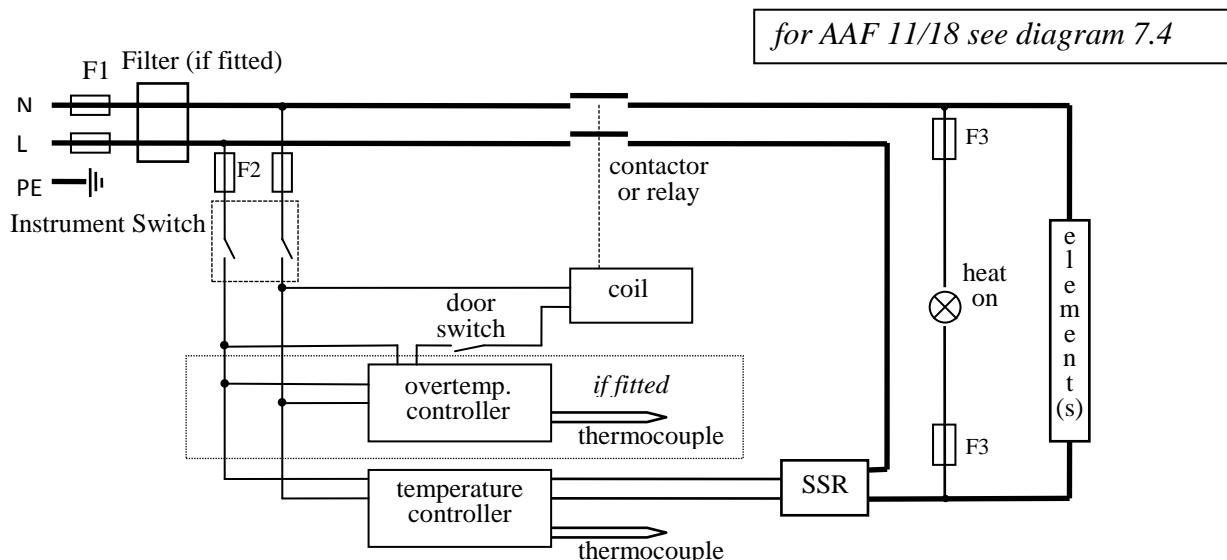 for AAF 11/18 see diagram 7.4
Filter (if fitted)
F1
N
L
F2
PE
Instrument Switch
contactor
or relay
F3
coil
door
switch
heat
on
element(s)
overtemp.
controller
if fitted
thermocouple
F3
temperature
controller
SSR
thermocouple